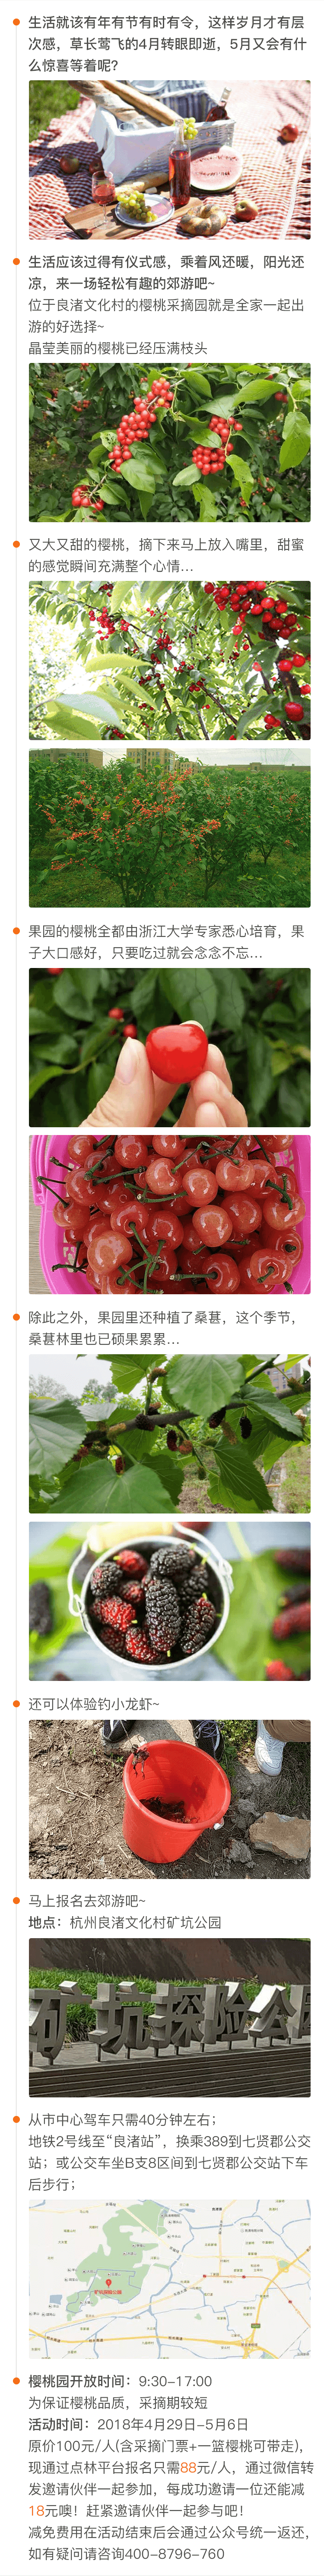 生活就该有年有节有时有令，这样岁月才有层
次感，草长莺飞的4月转眼即逝，5月又会有什
么惊喜等着呢？
生活应该过得有仪式感，乘着风还暖，阳光还
凉，来一场轻松有趣的郊游吧~
位于良渚文化村的樱桃采摘园就是全家一起出
游的好选择~
晶莹美丽的樱桃已经压满枝头
又大又甜的樱桃，摘下来马上放入嘴里，甜蜜
的感觉瞬间充满整个心情...
果园的樱桃全都由浙江大学专家悉心培育，果
子大口感好，只要吃过就会念念不忘...
除此之外，果园里还种植了桑葚，这个季节，
桑葚林里也已硕果累累...
还可以体验钓小龙虾~
马上报名去郊游吧~
地点：杭州良渚文化村矿坑公园
矿坑探险公
从市中心驾车只需40分钟左右；
地铁2号线至“良渚站”，换乘389到七贤郡公交
站；或公交车坐B支8区间到七贤郡公交站下车
后步行；
樱桃园开放时间：9:30-17:00
为保证樱桃品质，采摘期较短
活动时间：2018年4月29日-5月6日
原价100元/人(含采摘门票+一篮樱桃可带走)，
现通过点林平台报名只需88元/人，通过微信转
发邀请伙伴一起参加，每成功邀请一位还能减
18元噢！赶紧邀请伙伴一起参与吧！
减免费用在活动结束后会通过公众号统一返还，
如有疑问请咨询400-8796-760